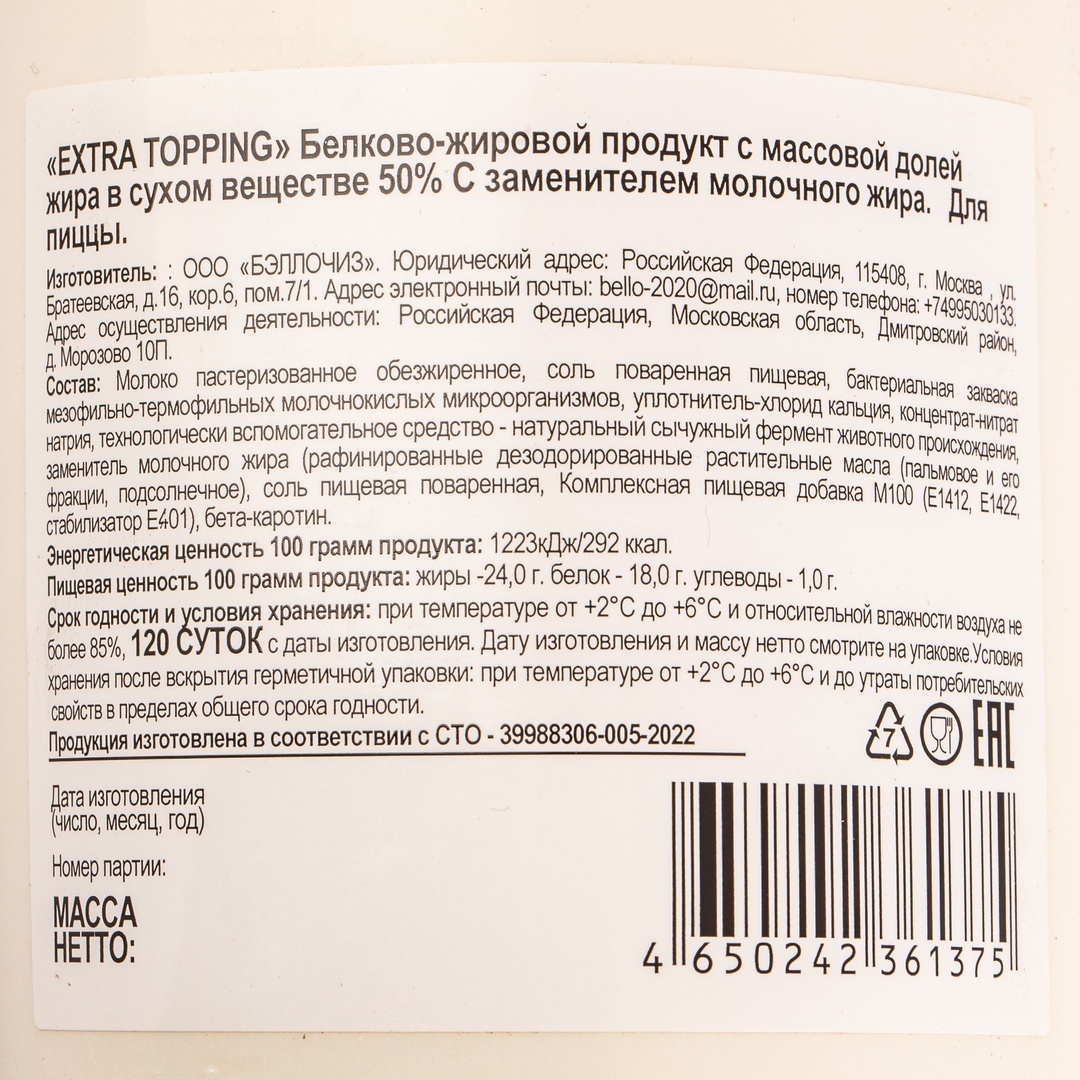 «EXTRA TOPPING» Белково-жировой продукт с массовой долей
жира в сухом веществе 50% С заменителем молочного жира. Для
пиццы.
Изготовитель: : ООО «БЭЛЛОЧИЗ». Юридический адрес: Российская Федерация, 115408, г. Москва , ул.
Братеевская, д.16, кор.6, пом.7/1. Адрес электронный почты: bello-2020@mail.ru, номер телефона: +74995030133.
Адрес осуществления деятельности: Российская Федерация, Московская область, Дмитровский район,
д. Морозово 10П.
Состав: Молоко пастеризованное обезжиренное, соль поваренная пищевая, бактериальная закваска
мезофильно-термофильных молочнокислых микроорганизмов, уплотнитель-хлорид кальция, концентрат-нитрат
натрия, технологически вспомогательное средство - натуральный сычужный фермент животного происхождения,
заменитель молочного жира (рафинированные дезодорированные растительные масла (пальмовое и его
фракции, подсолнечное), соль пищевая поваренная, Комплексная пищевая добавка М100 (Е1412, Е1422,
стабилизатор Е401), бета-каротин.
Энергетическая ценность 100 грамм продукта: 1223кДж/292 ккал.
Пищевая ценность 100 грамм продукта: жиры -24,0 г. белок - 18,0 г. углеводы - 1,0 г.
Срок годности и условия хранения: при температуре от +2°С до +6°С и относительной влажности воздуха не
более 85%, 120 СУТОК с даты изготовления. Дату изготовления и массу нетто смотрите на упаковке.Условия
хранения после вскрытия герметичной упаковки: при температуре от +2°С до +6°С и до утраты потребительских
свойств в пределах общего срока годности.
Продукция изготовлена в соответствии с СТО - 39988306-005-2022
7 EAC
Дата изготовления
(число, месяц, год)
Номер партии:
МАССА
НЕТТО:
4 650242 361375